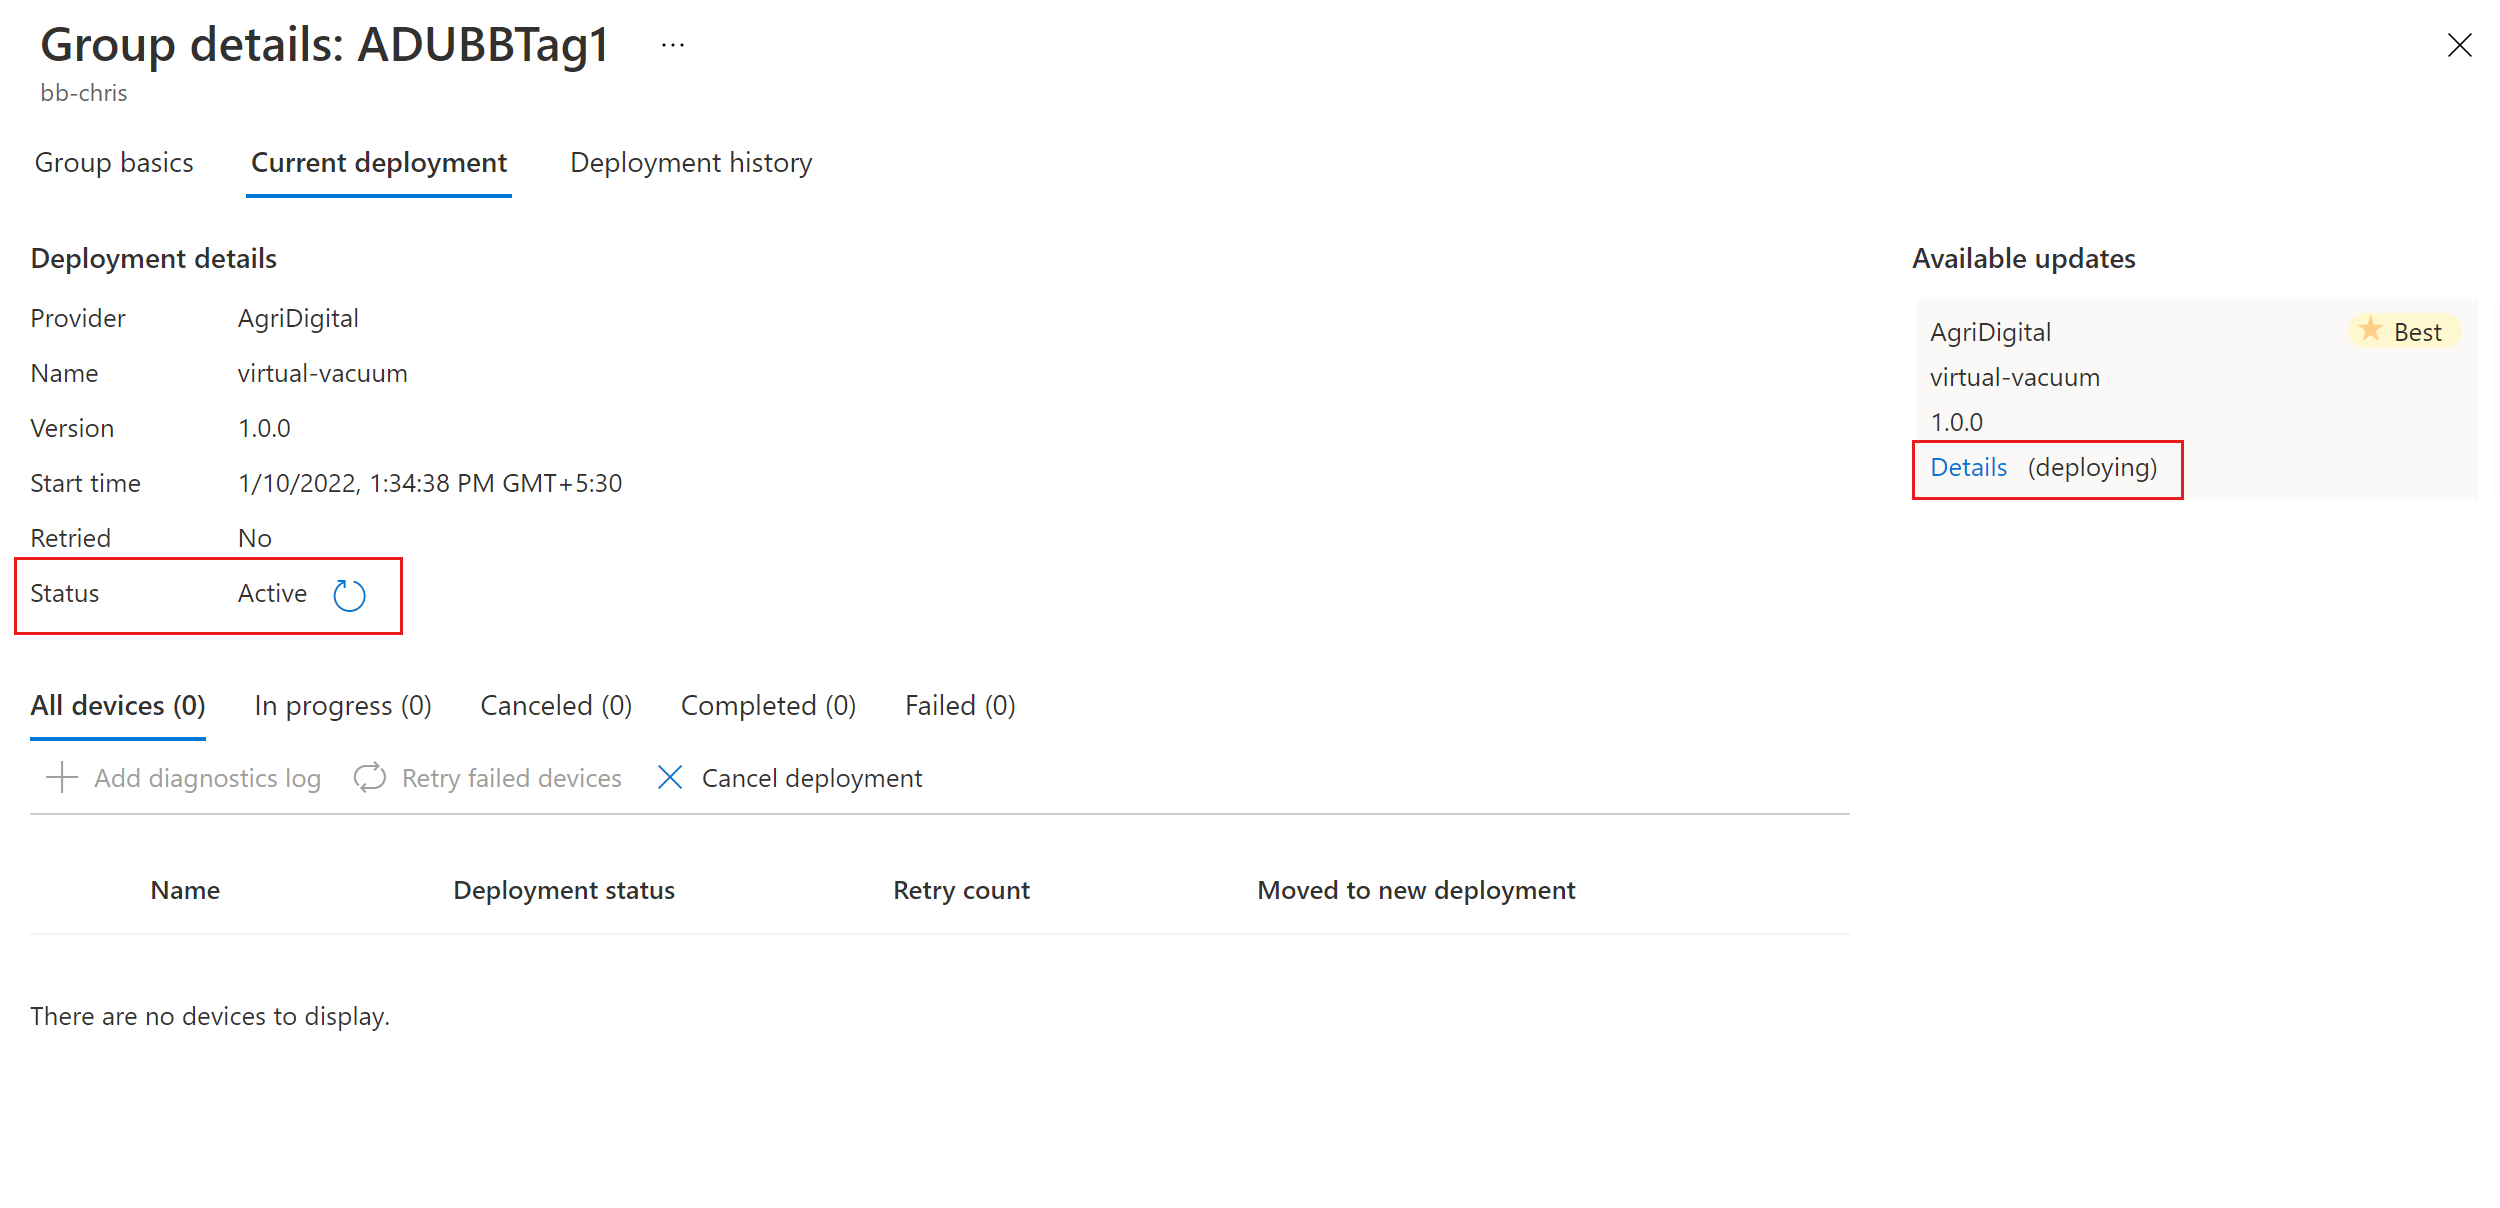 Group details: ADUBBTag1 ...
bb-chris
Group basics Current deployment Deployment history
Deployment details
Provider AgriDigital
Name virtual-vacuum
Version 1.0.0
Start time 1/10/2022, 1:34:38 PM GMT+5:30
Retried No
Status Active
Available updates
AgriDigital Best
virtual-vacuum
1.0.0
Details (deploying)
All devices (0) In progress (0) Canceled (0) Completed (0) Failed (0)
Add diagnostics log Retry failed devices Cancel deployment
Name Deployment status Retry count Moved to new deployment
There are no devices to display.